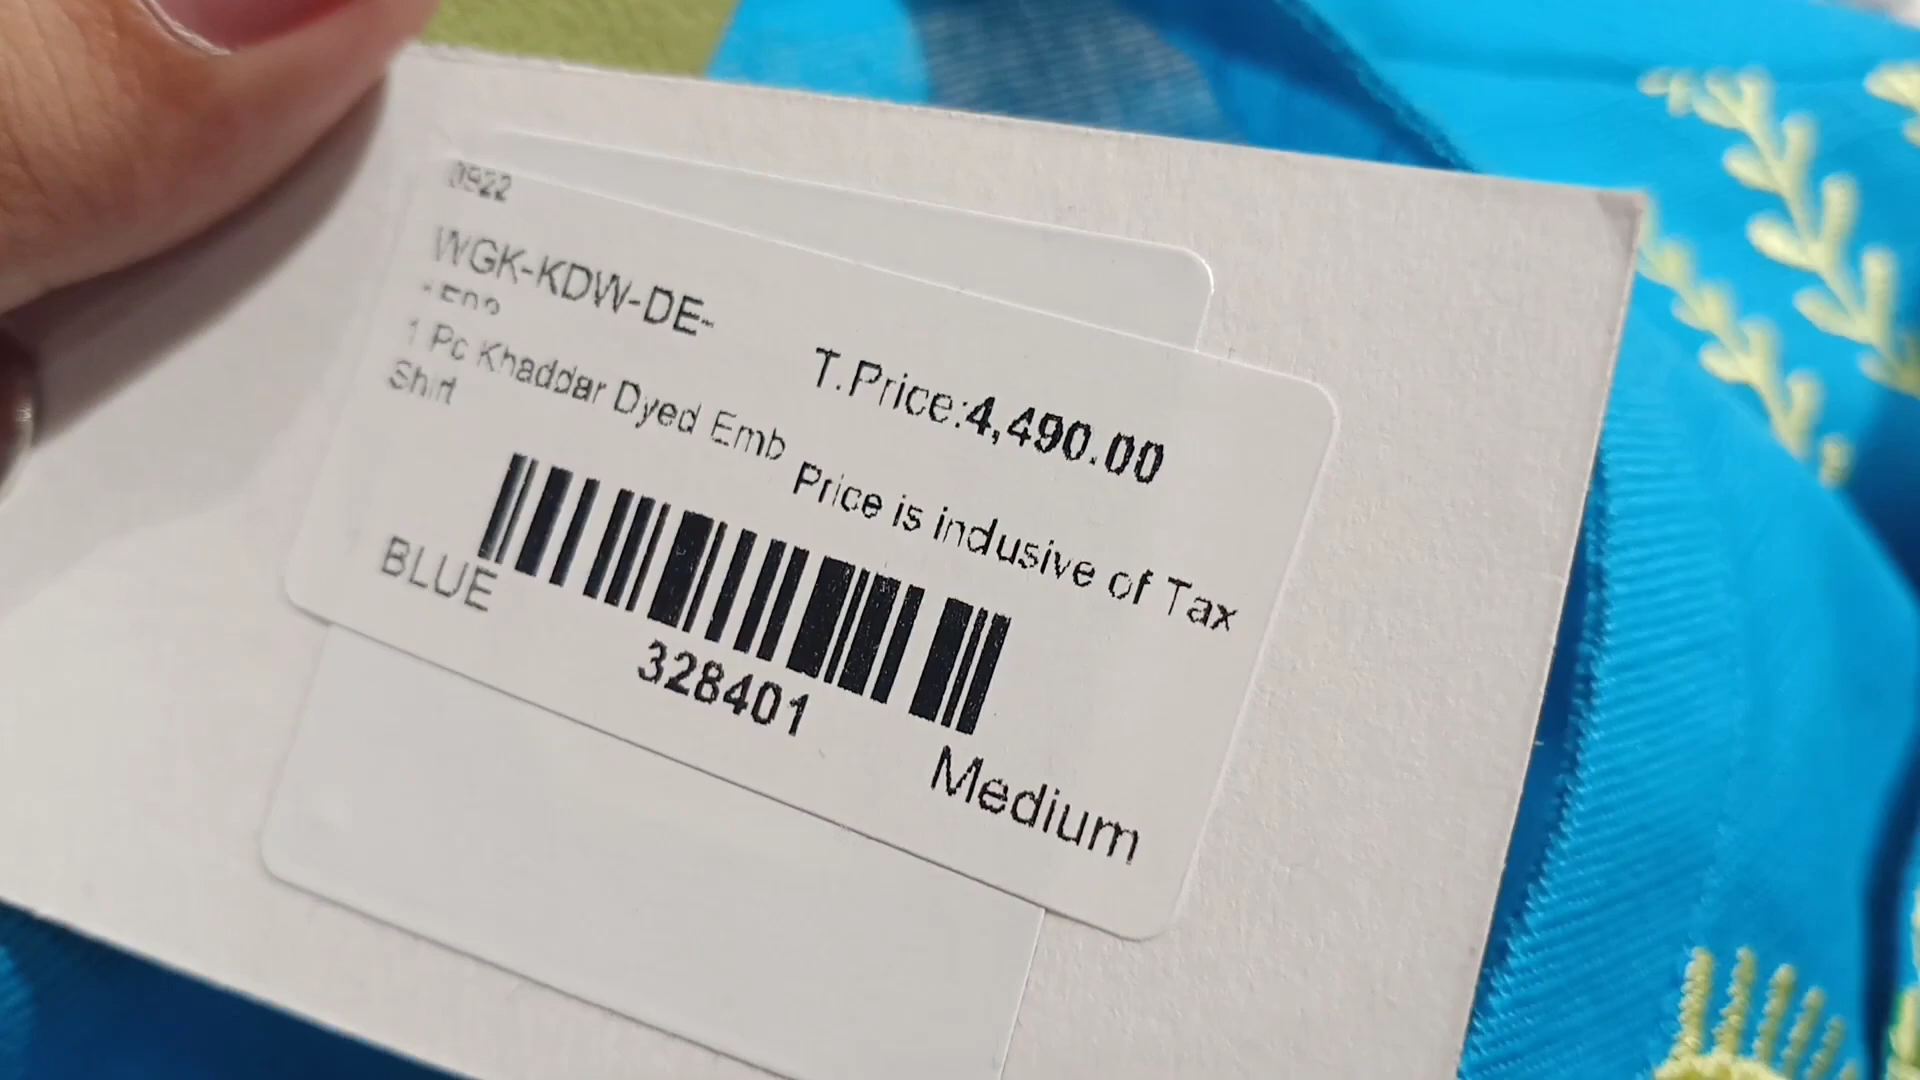 0922
WGK-KDW-DE-
T.Price:4,490.00
1 Pc Khaddar Dyed Emb
Shirt
Price is inclusive of Tax
BLUE
328401
Medium